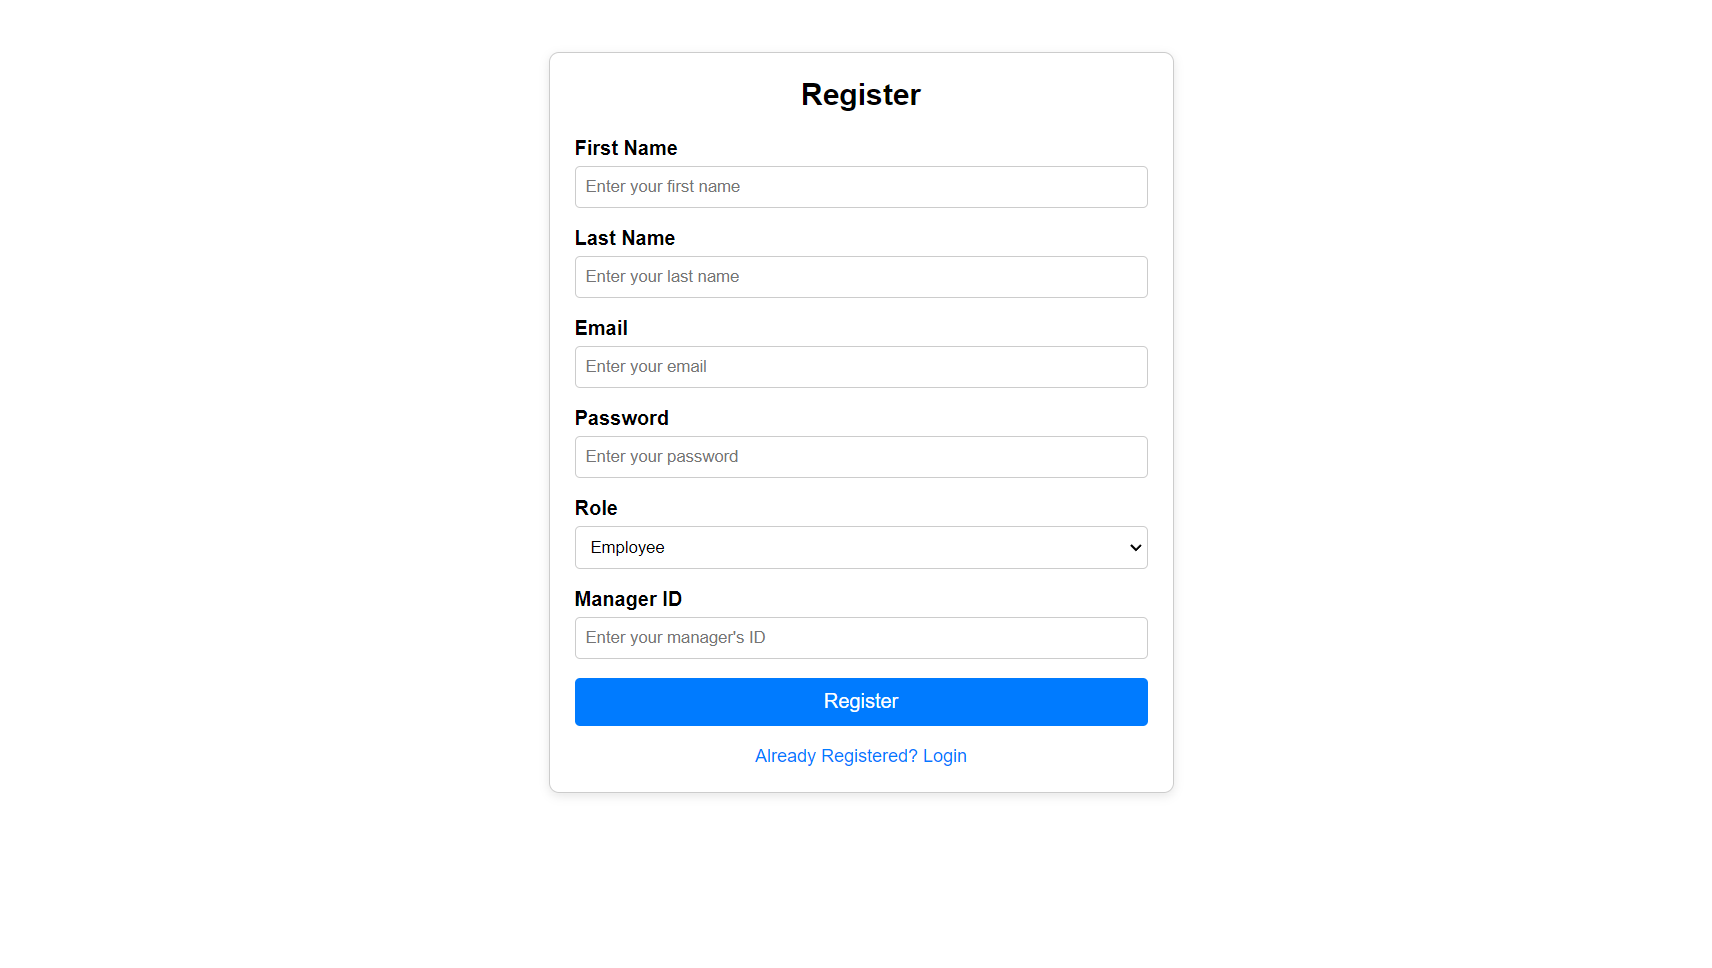 Register
First Name
Enter your first name
Last Name
Enter your last name
Email
Enter your email
Password
Enter your password
Role
Employee
Manager ID
Enter your manager's ID
Register
Already Registered? Login